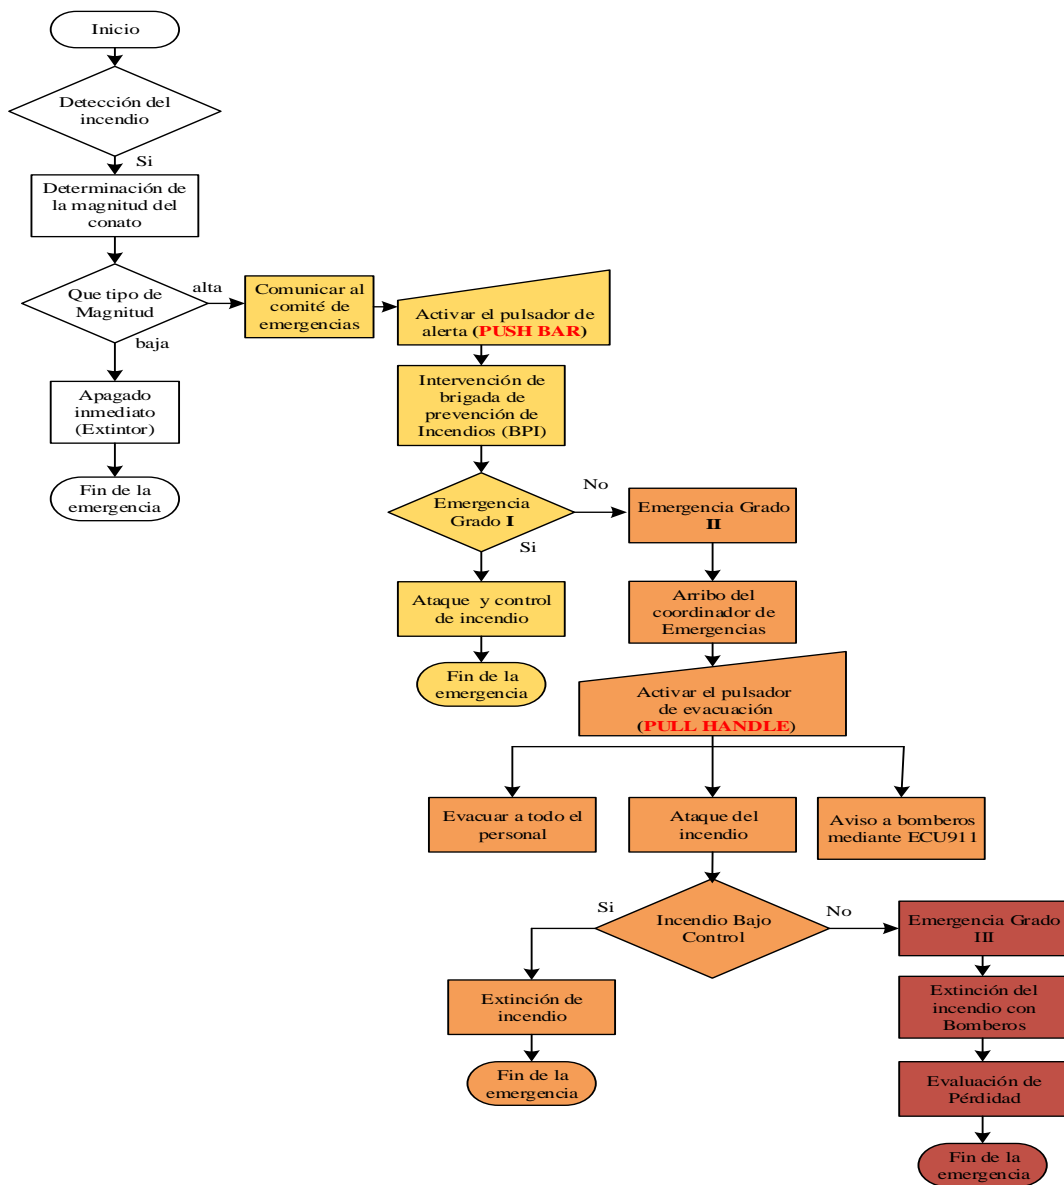 Inicio
Detección del
incendio
Si
Determinación de
la magnitud del
conato
Que tipo de
Magnitud
alta
baja
Apagado
inmediato
(Extintor)
Fin de la
emergencia
Comunicar al
comité de
emergencias
Activar el pulsador de
alerta (PUSH BAR)
Intervención de
brigada de
prevención de
Incendios (BPI)
Emergencia
Grado I
No
Si
Ataque y control
de incendio
Fin de la
emergencia
Emergencia Grado
II
Arribo del
coordinador de
Emergencias
Activar el pulsador
de evacuación
(PULL HANDLE)
Evacuar a todo el
personal
Ataque del
incendio
Aviso a bomberos
mediante ECU911
Incendio Bajo
Control
Si
No
Extinción de
incendio
Fin de la
emergencia
Emergencia Grado
III
Extinción del
incendio con
Bomberos
Evaluación de
Pérdidad
Fin de la
emergencia